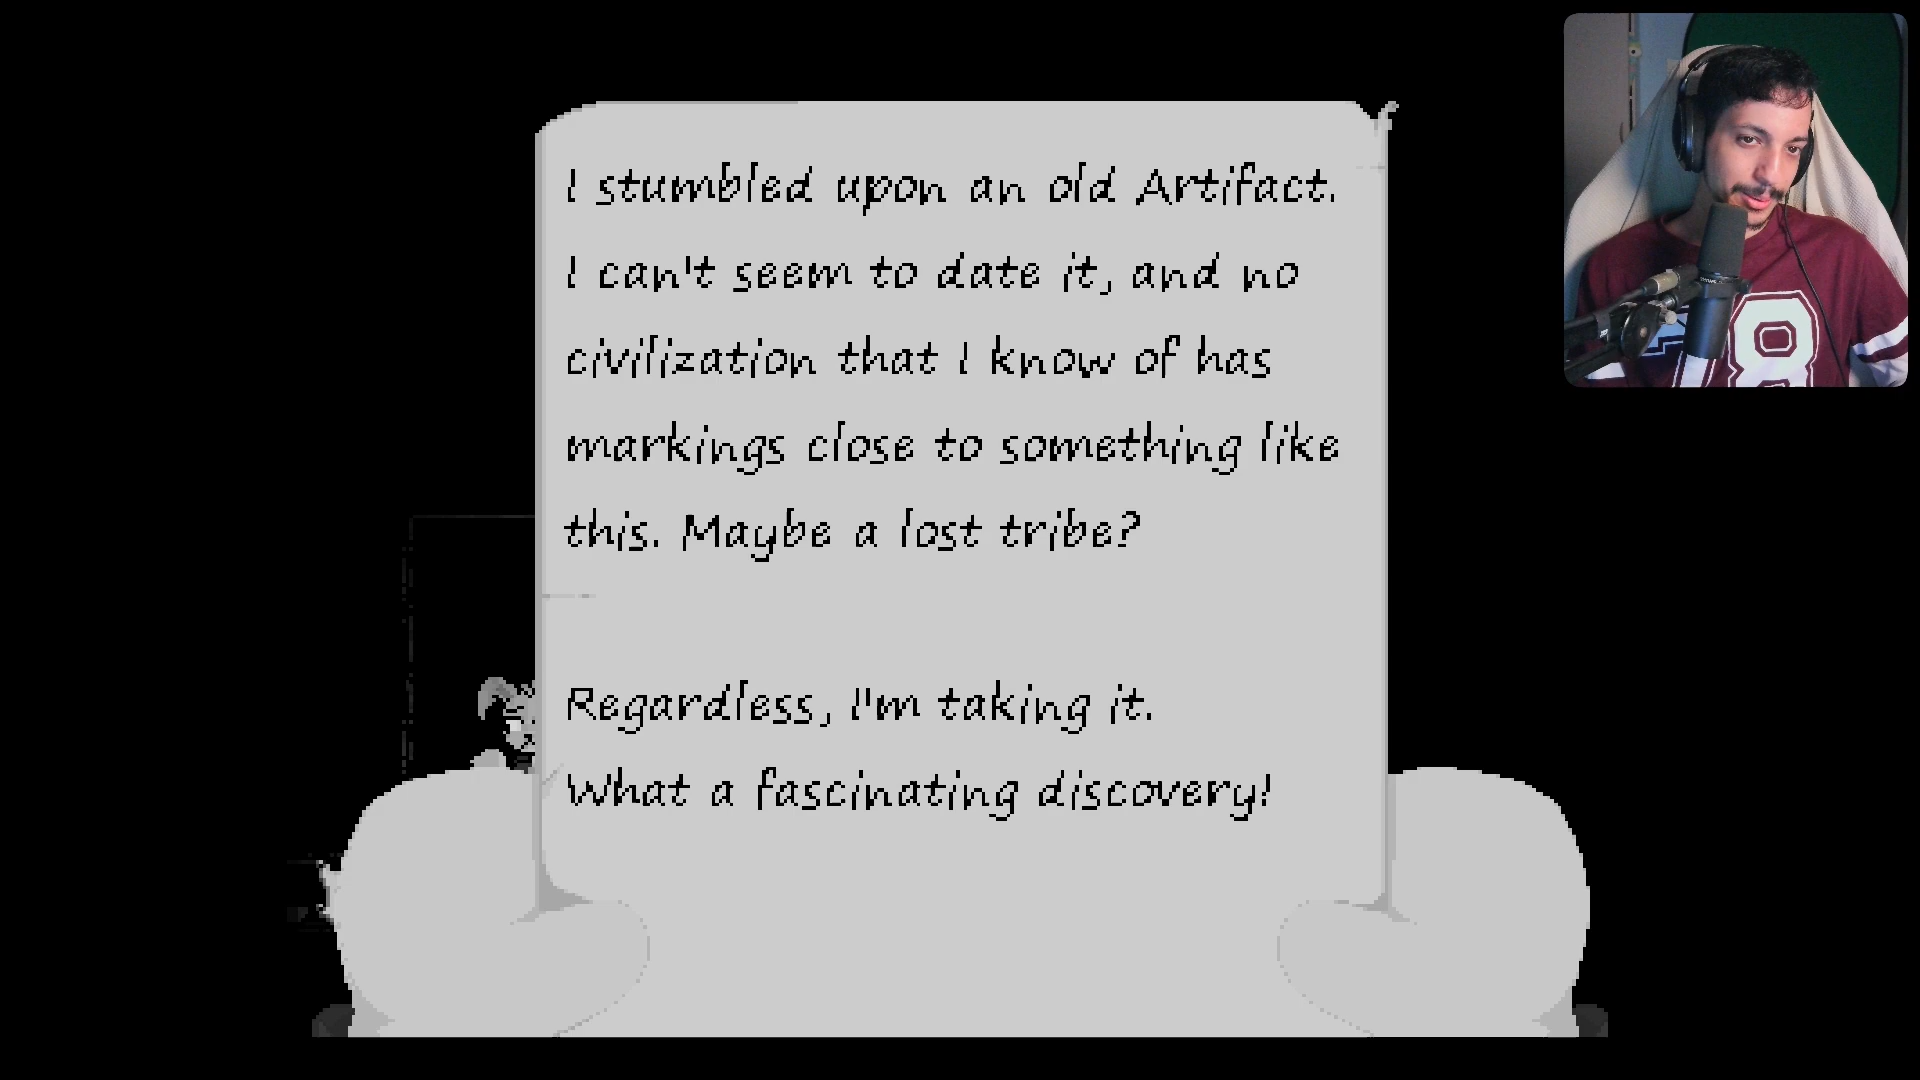 I stumbled upon an old Artifact.
I can't seem to date it, and no
civilization that I know of has
markings close to something like
this. Maybe a lost tribe?
Regardless, I'm taking it.
What a fascinating discovery!
8